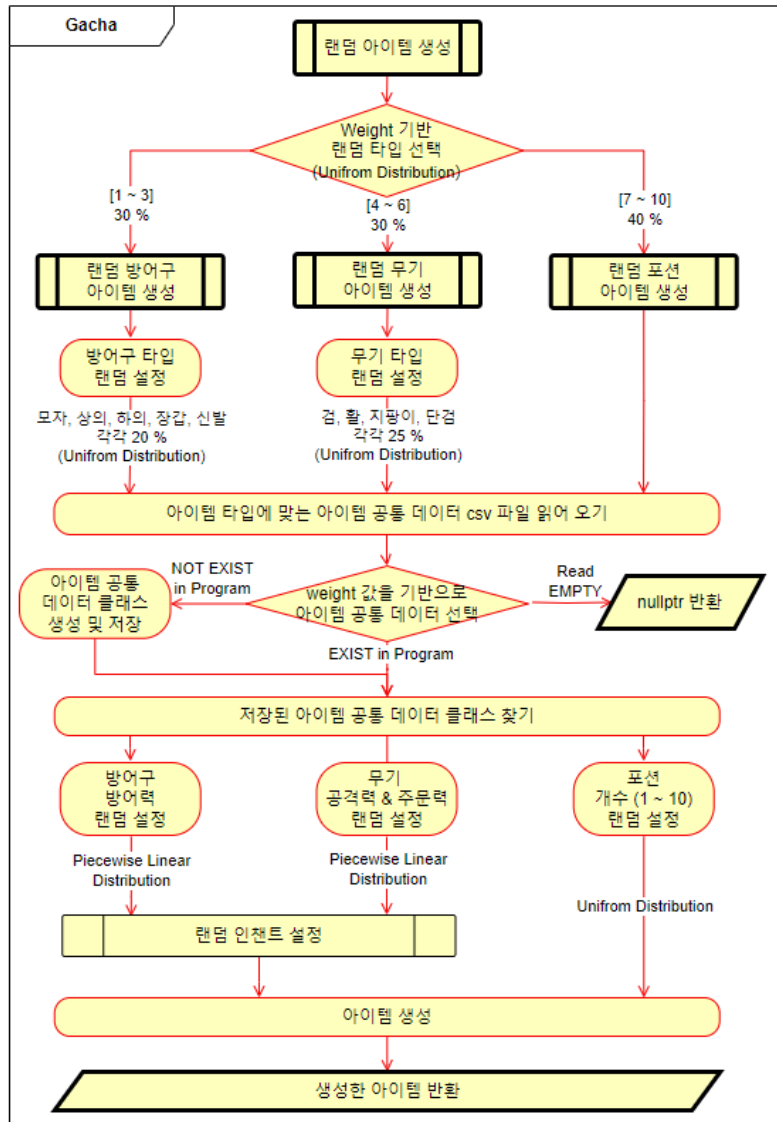 Gacha
랜덤 아이템 생성
Weight 기반
랜덤 타입 선택
(Unifrom Distribution)
[1 ~ 3]
30 %
[4 ~ 6]
30 %
[7 ~ 10]
40 %
랜덤 방어구
아이템 생성
랜덤 무기
아이템 생성
랜덤 포션
아이템 생성
방어구 타입
랜덤 설정
무기 타입
랜덤 설정
모자, 상의, 하의, 장갑, 신발
각각 20 %
(Unifrom Distribution)
검, 활, 지팡이, 단검
각각 25 %
(Unifrom Distribution)
아이템 타입에 맞는 아이템 공통 데이터 csv 파일 읽어 오기
NOT EXIST
in Program
아이템 공통
데이터 클래스
생성 및 저장
weight 값을 기반으로
아이템 공통 데이터 선택
Read
EMPTY
nullptr 반환
EXIST in Program
저장된 아이템 공통 데이터 클래스 찾기
방어구
방어력
랜덤 설정
무기
공격력 & 주문력
랜덤 설정
포션
개수 (1 ~ 10)
랜덤 설정
Piecewise Linear
Distribution
Piecewise Linear
Distribution
Unifrom Distribution
랜덤 인챈트 설정
아이템 생성
생성한 아이템 반환